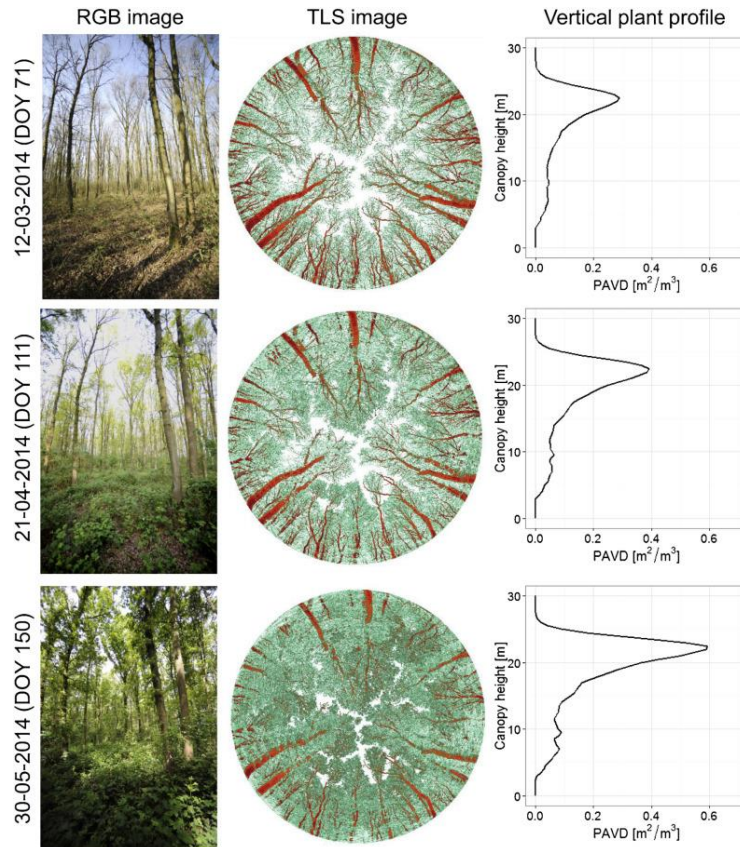 RGB image
TLS image
Vertical plant profile
12-03-2014 (DOY 71)
Canopy height [m]
30
20
10
0
0.0
0.2
0.4
0.6
PAVD [m²/m³]
21-04-2014 (DOY 111)
Canopy height [m]
30
20
10
0
0.0
0.2
0.4
0.6
PAVD [m²/m³]
30-05-2014 (DOY 150)
Canopy height [m]
30
20
10
0
0.0
0.2
0.4
0.6
PAVD [m²/m³]